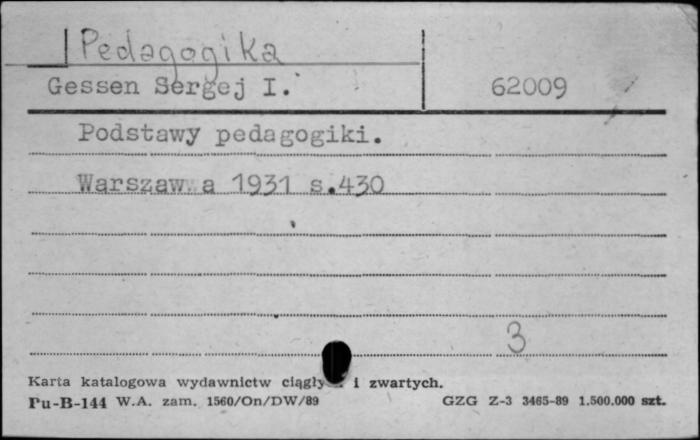 Pedagogika
Gessen Sergej I. 62009
Podstawy pedagogiki.
Warszawa 1931 s.430
3
Karta katalogowa wydawnictw ciągły i zwartych.
Pu-B-144 W.A. zam. 1560/On/DW/89 GZG Z-3 3465-89 1.500.000 szt.